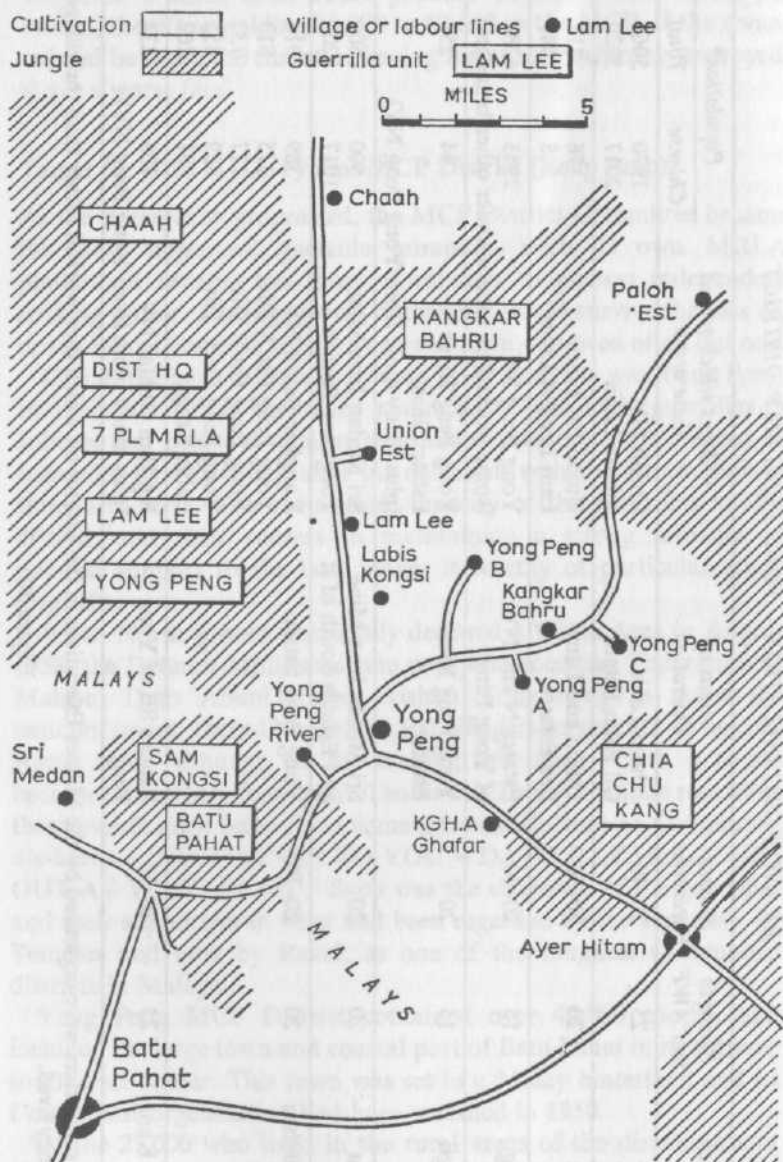 Cultivation
Village or labour lines
Lam Lee
Jungle
Guerrilla unit
LAM LEE
MILES
0 5
CHAAH
Chaah
KANGKAR
BAHRU
Paloh
Est
DIST HQ
7 PL MRLA
Union
Est
LAM LEE
Lam Lee
Labis
Kongsi
Yong Peng
B
YONG PENG
Kangkar
Bahru
Yong Peng
C
MALAYS
Yong
Peng
River
Yong
Peng
Yong Peng
A
Sri
Medan
SAM
KONGSI
BATU
PAHAT
CHIA
CHU
KANG
KGH.A
Ghafar
MALAYS
Ayer Hitam
Batu
Pahat